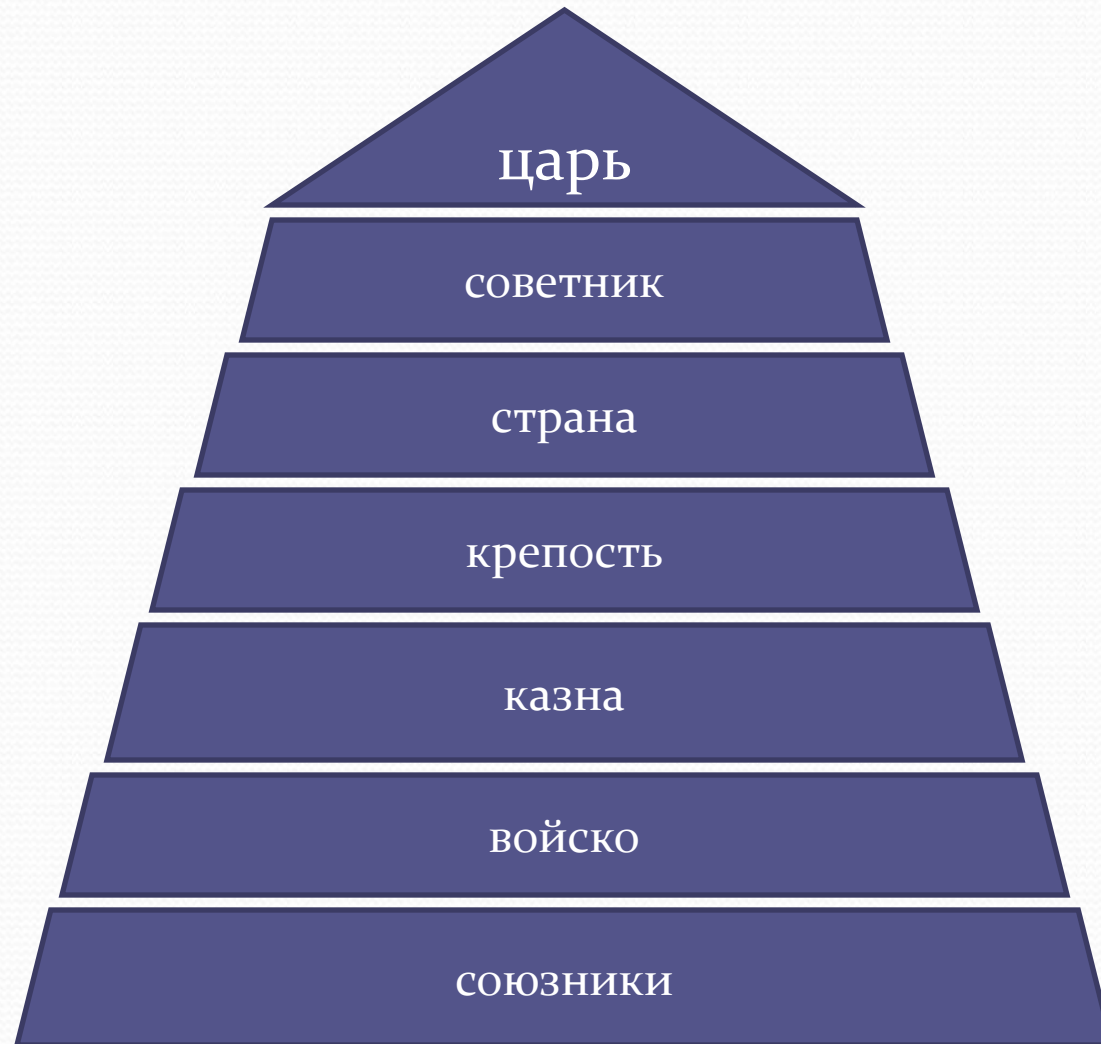 царь
советник
страна
крепость
казна
войско
союзники